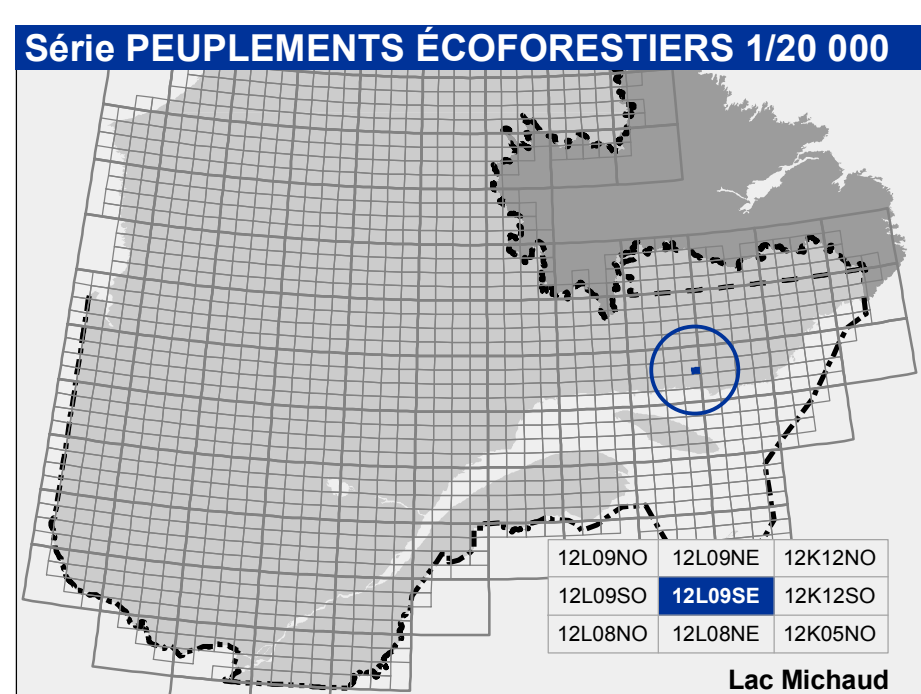 Série PEUPLEMENTS ÉCOFORESTIERS 1/20 000
12L09NO 12L09NE 12K12NO
12L09SO 12L09SE 12K12SO
12L08NO 12L08NE 12K05NO
Lac Michaud